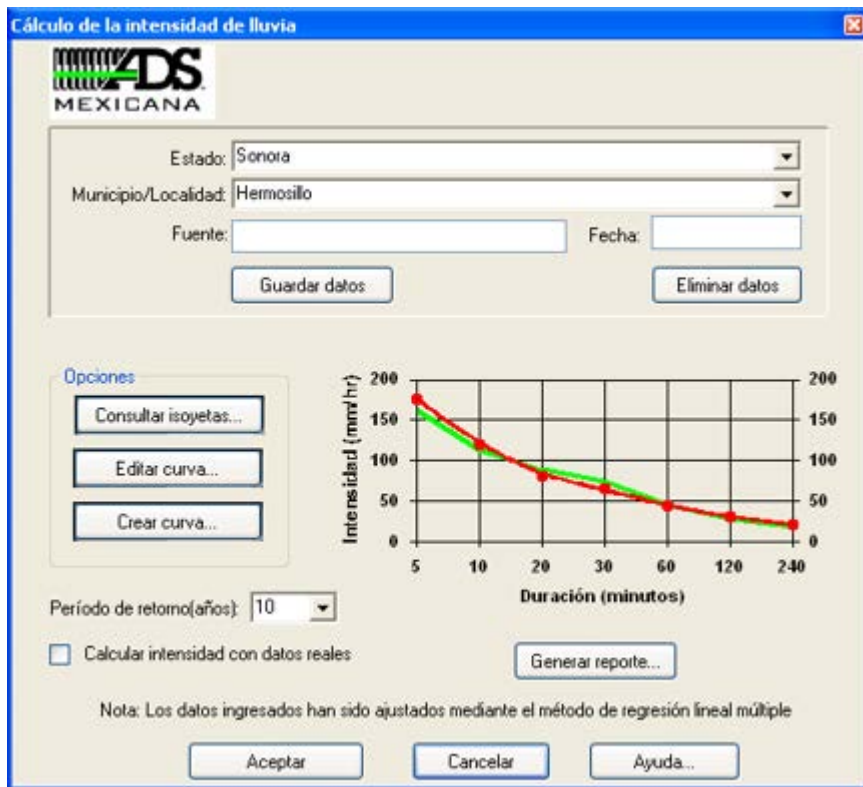 Cálculo de la intensidad de lluvia
ADS
MEXICANA
Estado: Sonora
Municipio/Localidad: Hermosillo
Fuente: Fecha:
Guardar datos Eliminar datos
Opciones
Consultar isoyetas...
Editar curva...
Crear curva...
Intensidad (mm/hr)
200 200
150 150
100 100
50 50
0 0
5 10 20 30 60 120 240
Duración (minutos)
Período de retorno(años): 10
Calcular intensidad con datos reales
Generar reporte...
Nota: Los datos ingresados han sido ajustados mediante el método de regresión lineal múltiple
Aceptar Cancelar Ayuda...